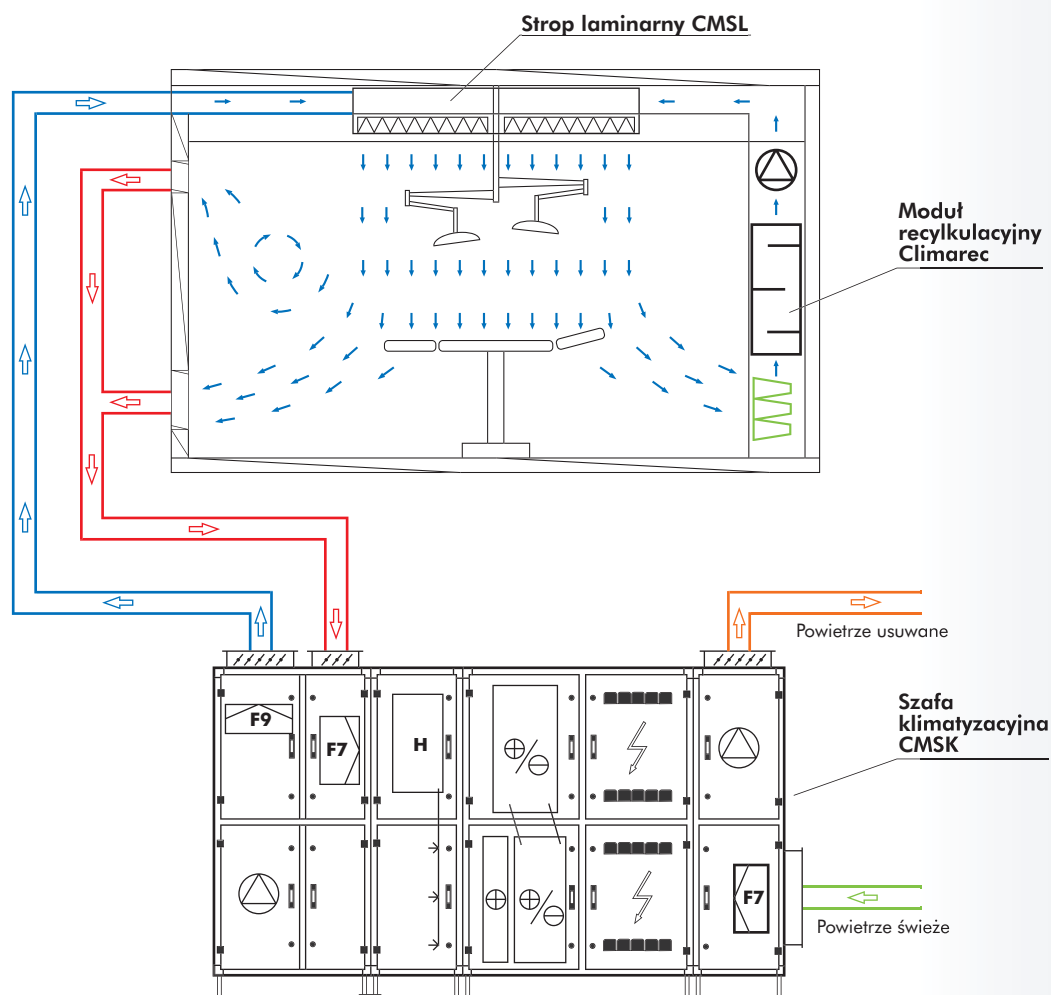 Strop laminarny CMSL
Moduł
recylkulacyjny
Climarec
Powietrze usuwane
Szafa
klimatyzacyjna
CMSK
F9
F7
H
F7
Powietrze świeże